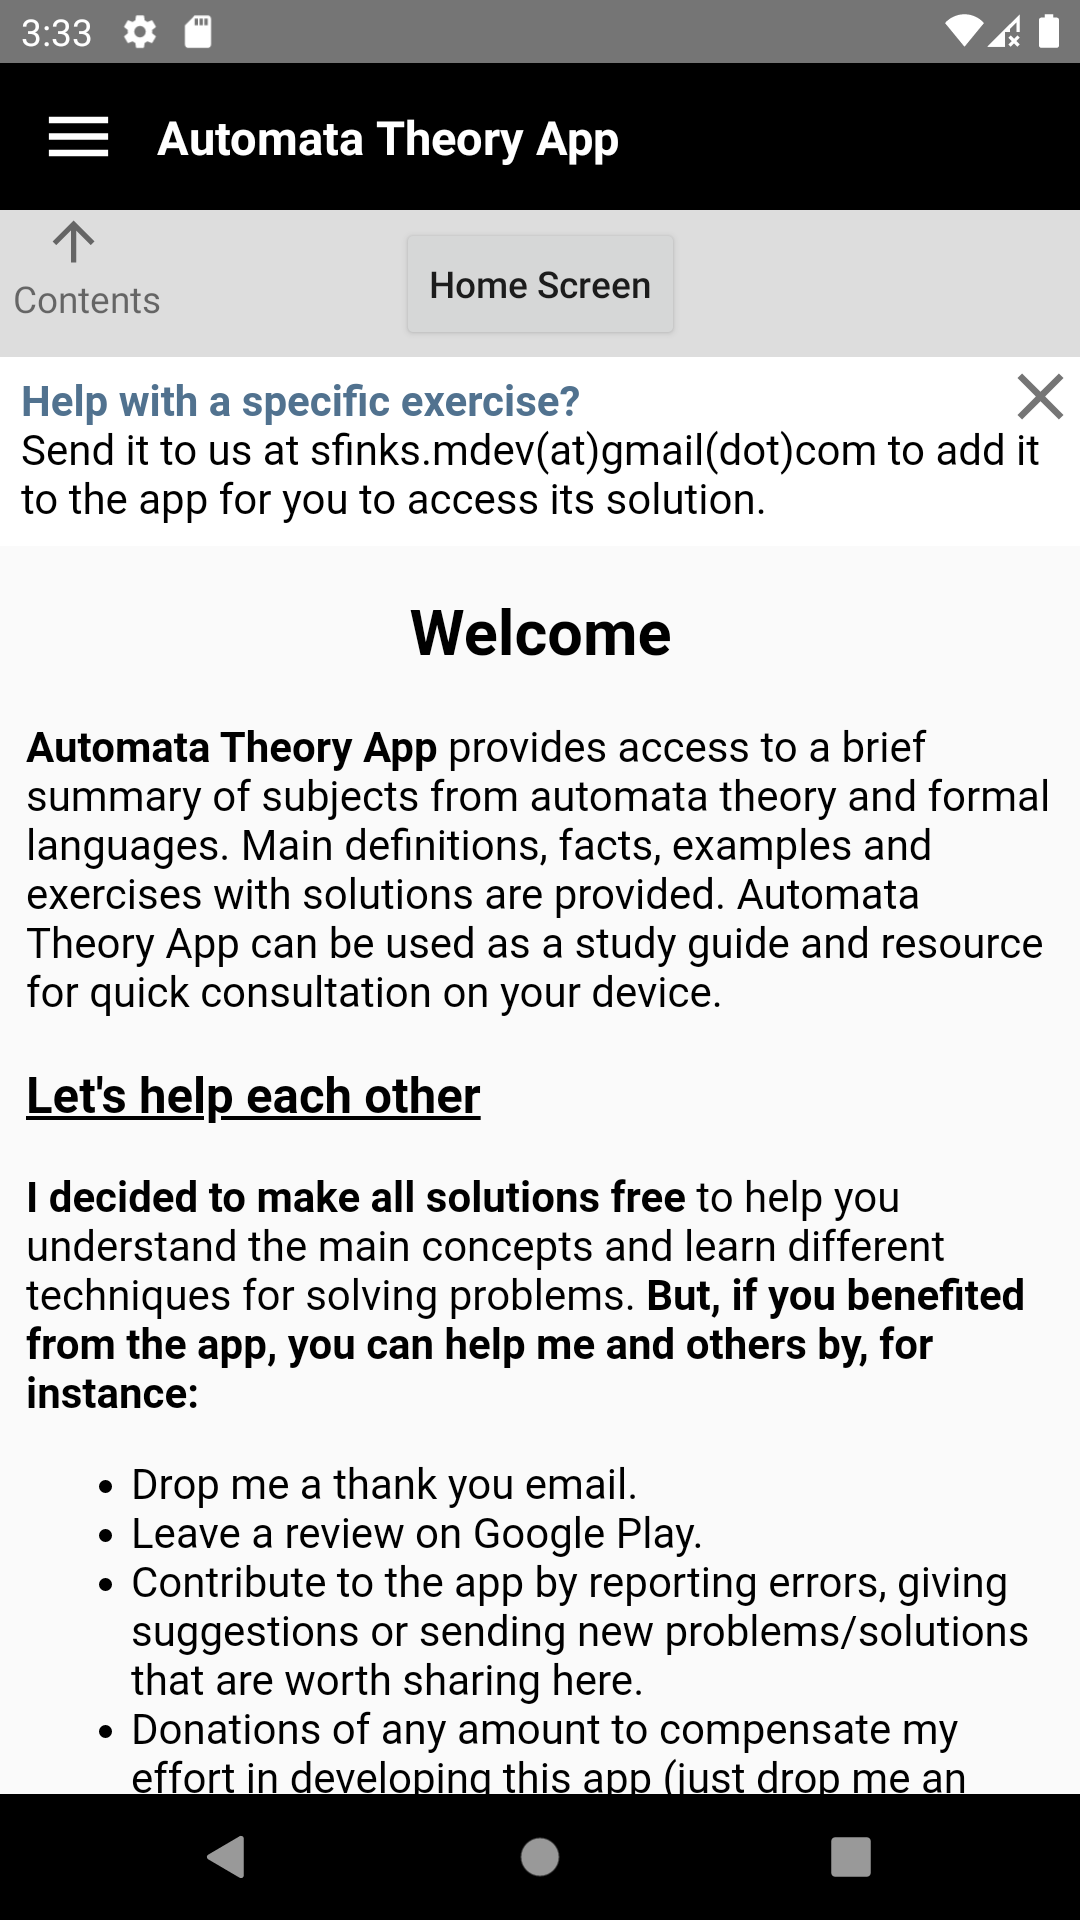 3:33
Automata Theory App
Contents
Home Screen
Help with a specific exercise?
Send it to us at sfinks.mdev(at)gmail(dot)com to add it
to the app for you to access its solution.
Welcome
Automata Theory App provides access to a brief
summary of subjects from automata theory and formal
languages. Main definitions, facts, examples and
exercises with solutions are provided. Automata
Theory App can be used as a study guide and resource
for quick consultation on your device.
Let's help each other
I decided to make all solutions free to help you
understand the main concepts and learn different
techniques for solving problems. But, if you benefited
from the app, you can help me and others by, for
instance:
• Drop me a thank you email.
• Leave a review on Google Play.
• Contribute to the app by reporting errors, giving
suggestions or sending new problems/solutions
that are worth sharing here.
• Donations of any amount to compensate my
effort in developing this app (just drop me an